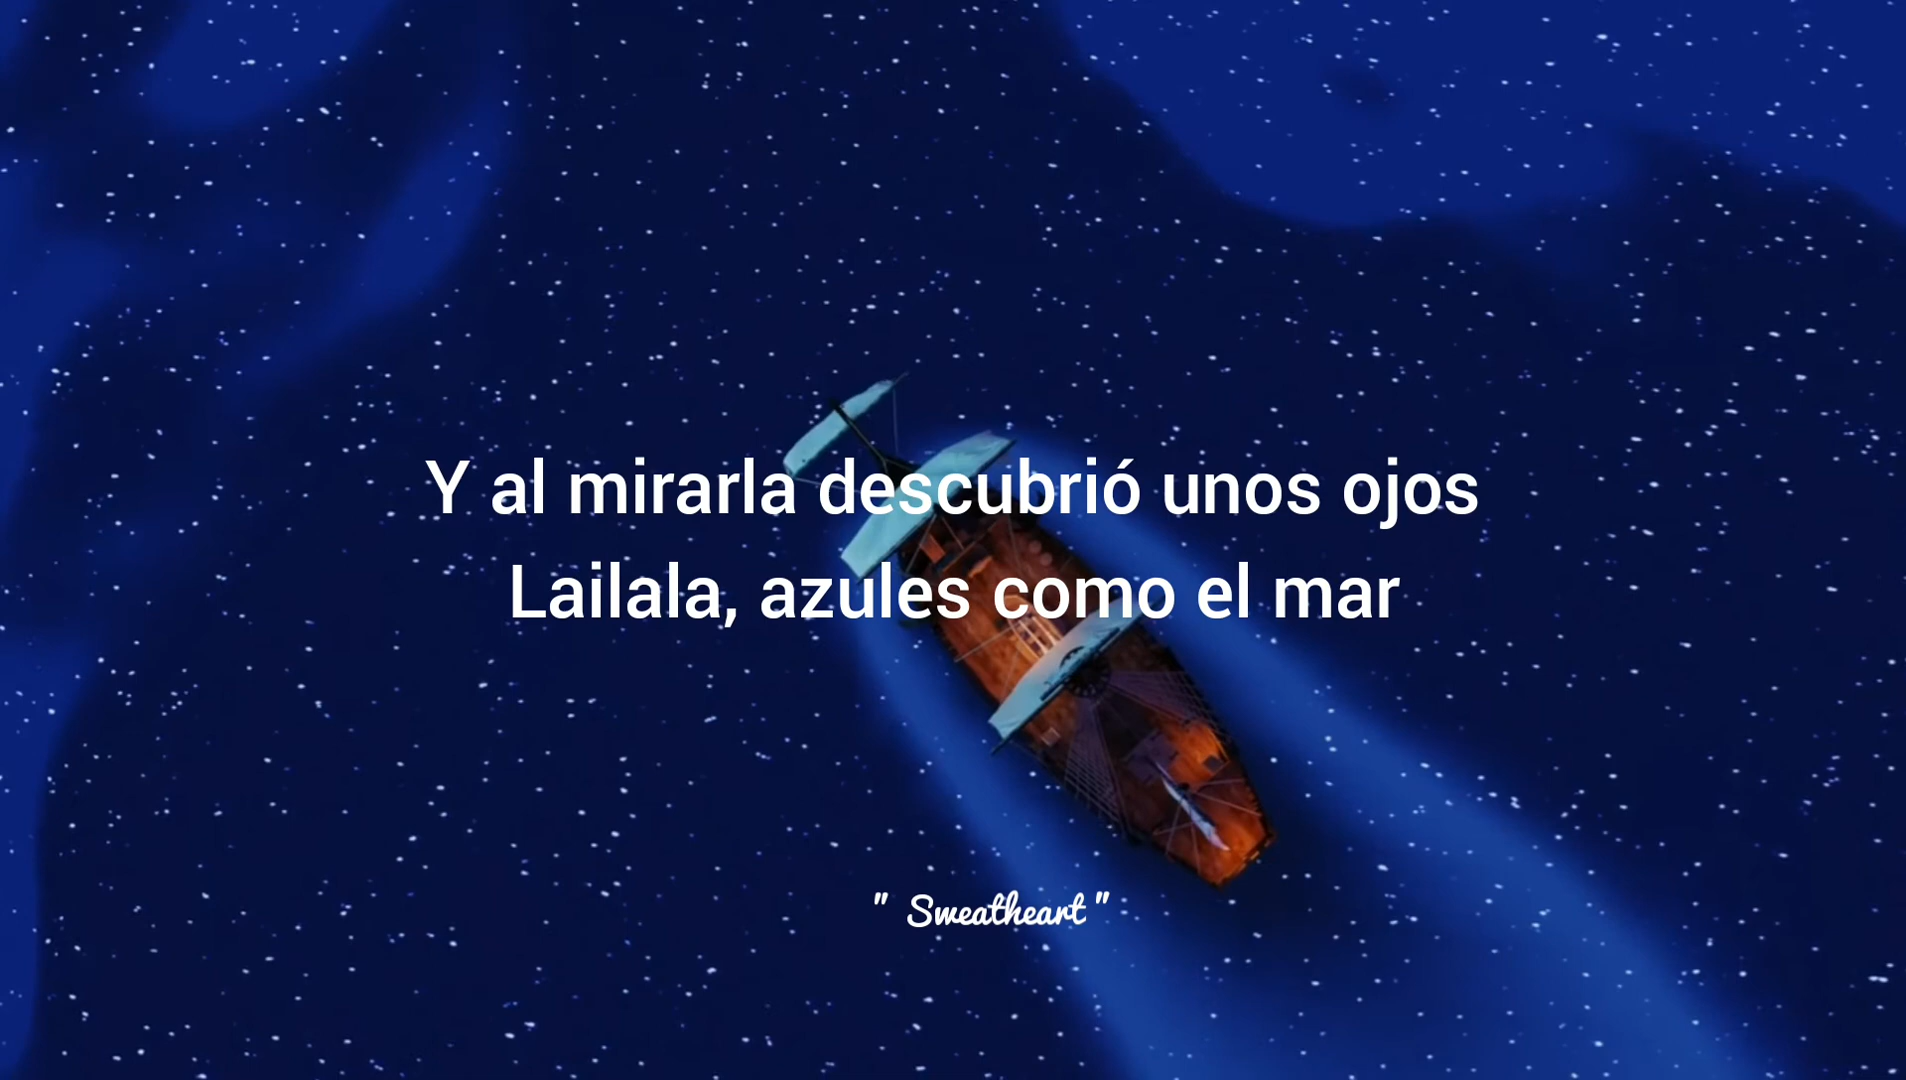 Y al mirarla descubrió unos ojos
Lailala, azules como el mar
" Sweatheart "